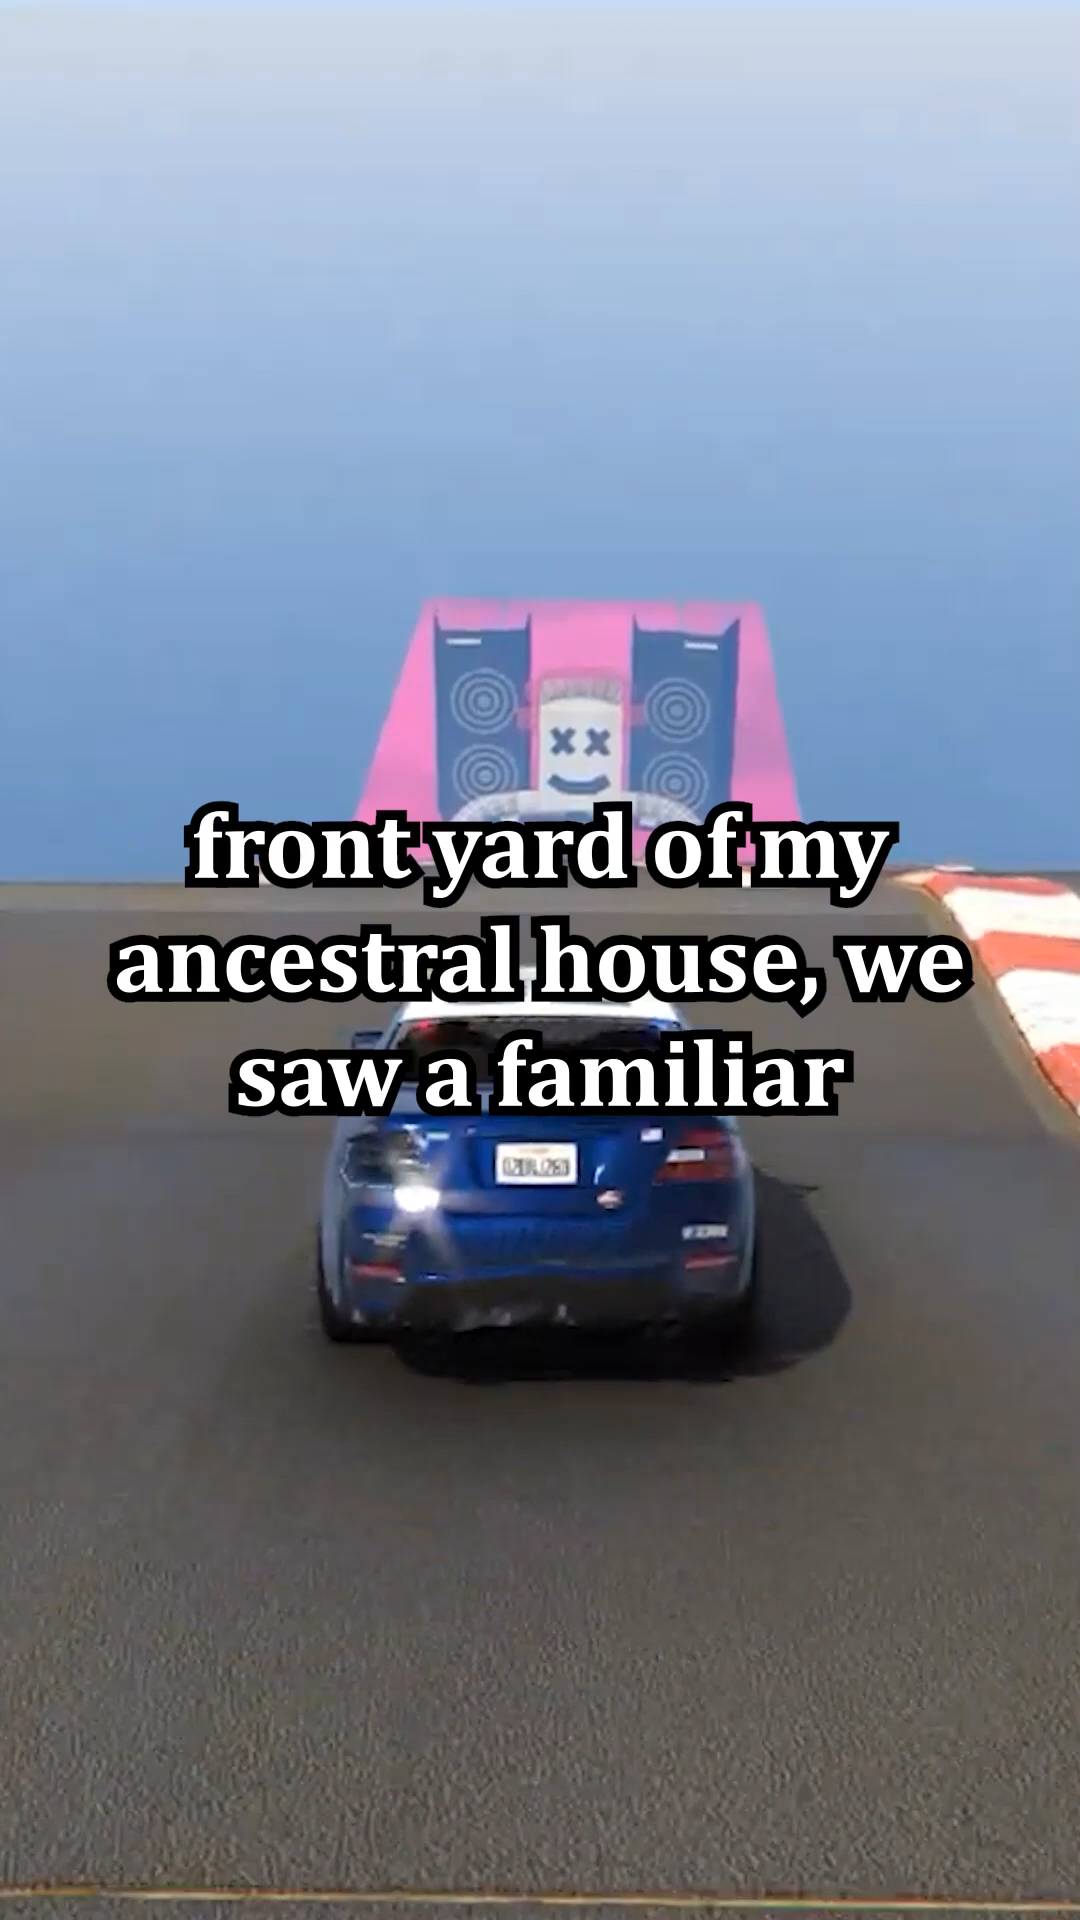 front yard of my
ancestral house, we
saw a familiar